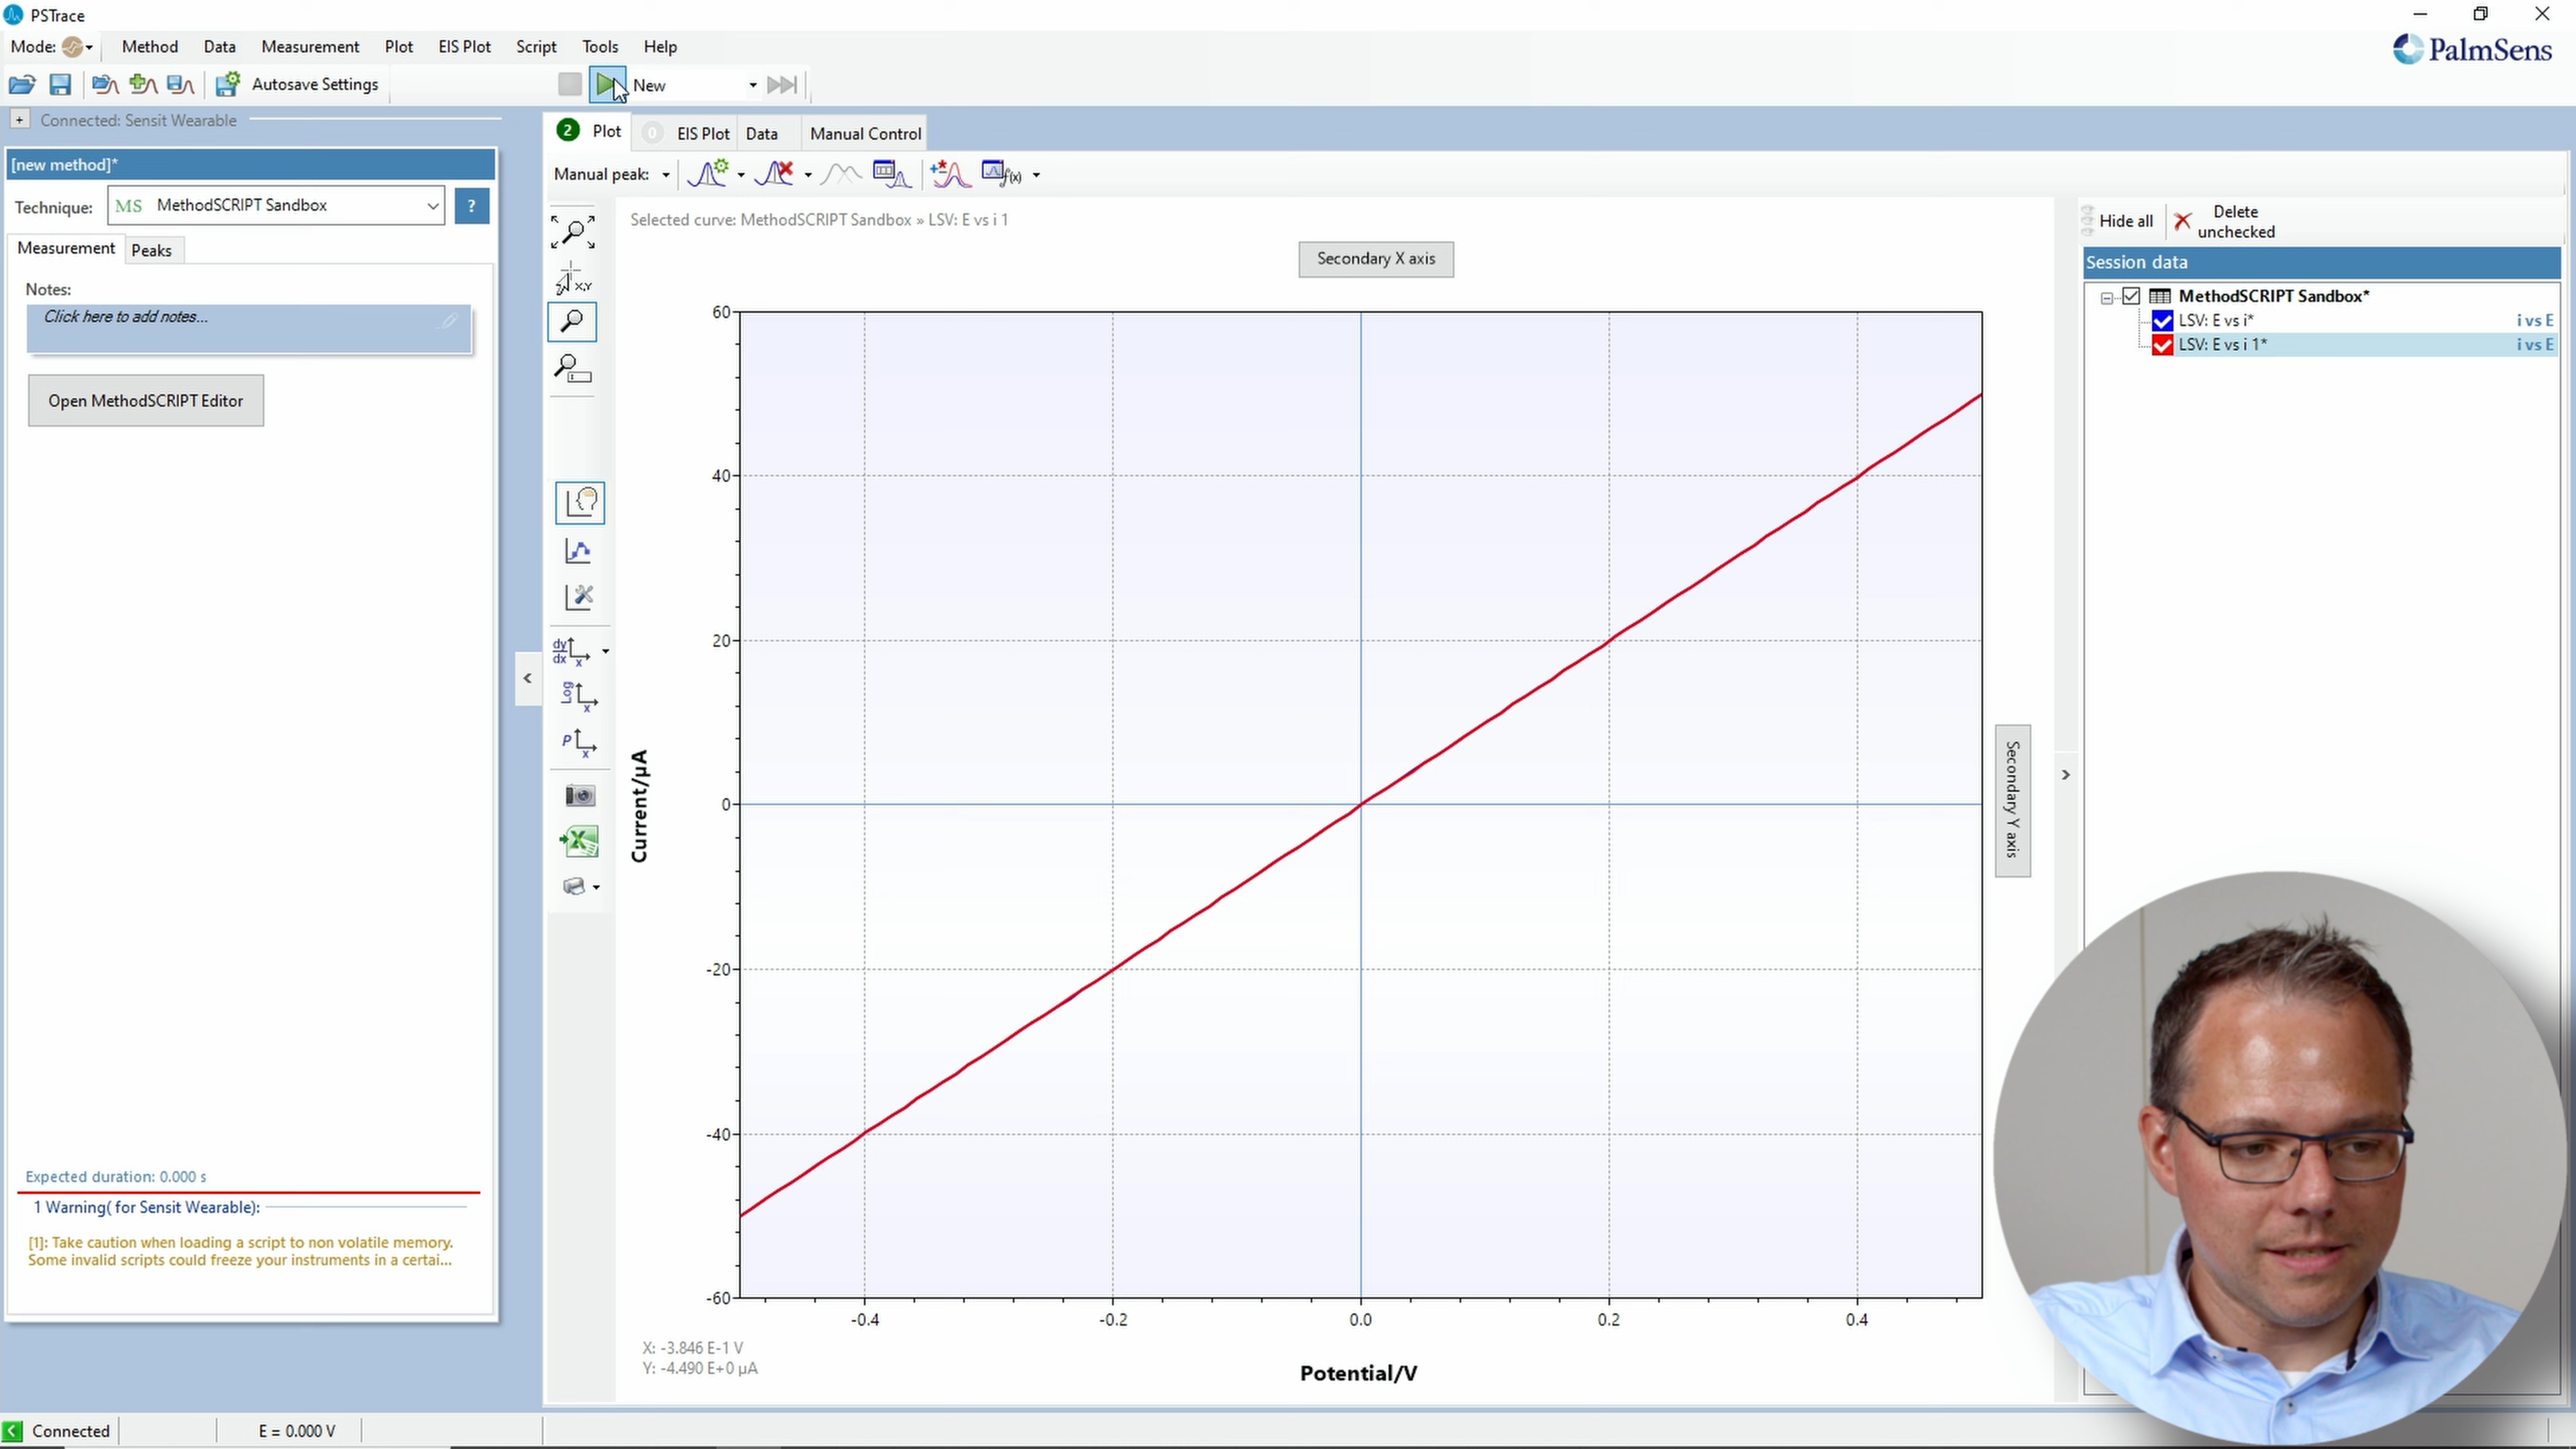 PSTrace
Mode:
Method
Data
Measurement
Plot
EIS Plot
Script
Tools
Help
PalmSens
Autosave Settings
New
Connected: Sensit Wearable
[new method]*
Technique:
MS MethodSCRIPT Sandbox
?
Measurement
Peaks
Notes:
Click here to add notes...
Open MethodSCRIPT Editor
Expected duration: 0.000 s
1 Warning( for Sensit Wearable):
[1]: Take caution when loading a script to non volatile memory.
Some invalid scripts could freeze your instruments in a certai...
2 Plot
0 EIS Plot
Data
Manual Control
Manual peak:
f(x)
X,Y
dy
dx
x
Log
x
P
x
Selected curve: MethodSCRIPT Sandbox » LSV: E vs i 1
Secondary X axis
60
40
20
0
-20
-40
-60
Current/µA
-0.4
-0.2
0.0
0.2
0.4
Potential/V
X: -3.846 E-1 V
Y: -4.490 E+0 µA
Secondary Y axis
Hide all
Delete
unchecked
Session data
MethodSCRIPT Sandbox*
LSV: E vs i* i vs E
LSV: E vs i 1* i vs E
Connected
E = 0.000 V